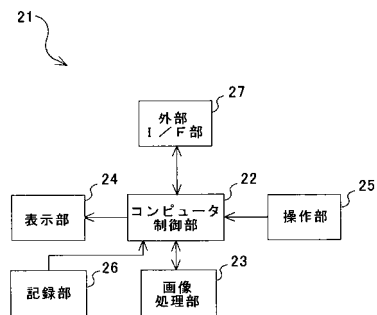 21
27
外部
I/F部
24
22
25
表示部
コンピュータ
制御部
操作部
26
23
記録部
画像
処理部